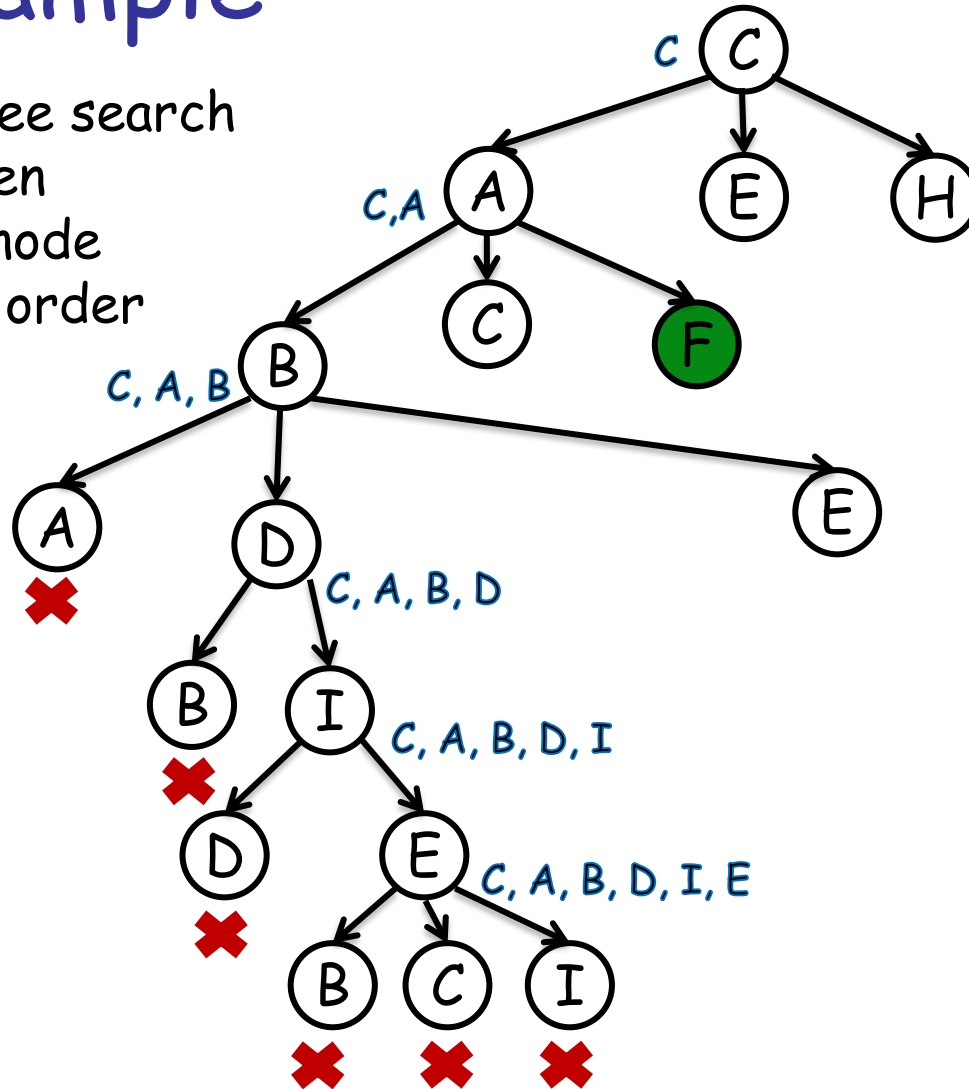 ample
C C
ee search
en
A E H
C,A
node
order
C
F
B
C, A, B
A D E
C, A, B, D
B I
C, A, B, D, I
D E
C, A, B, D, I, E
B C I